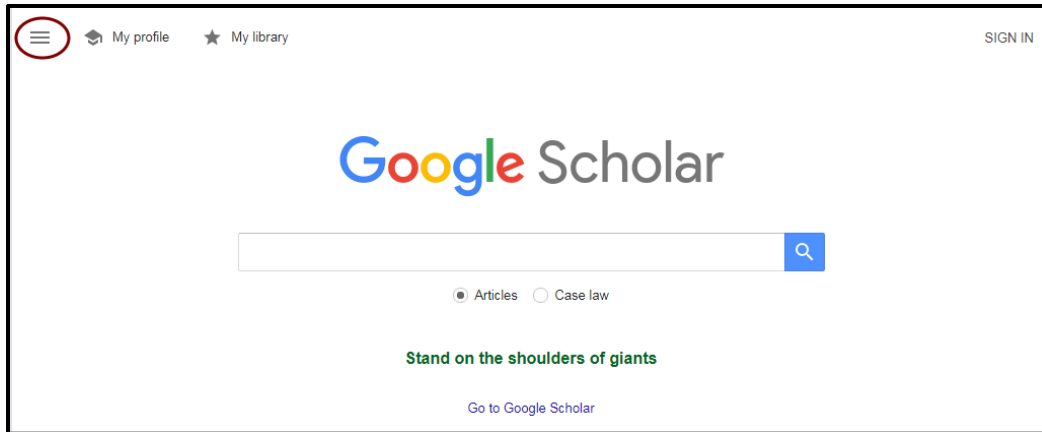 My profile My library SIGN IN
Google Scholar
Articles Case law
Stand on the shoulders of giants
Go to Google Scholar